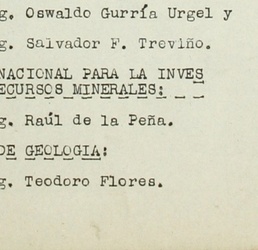 g. Oswaldo Gurría Urgel y
g. Salvador F. Treviño.
NACIONAL PARA LA INVES
ECURSOS MINERALES:
g. Raúl de la Peña.
DE GEOLOGIA:
g. Teodoro Flores.